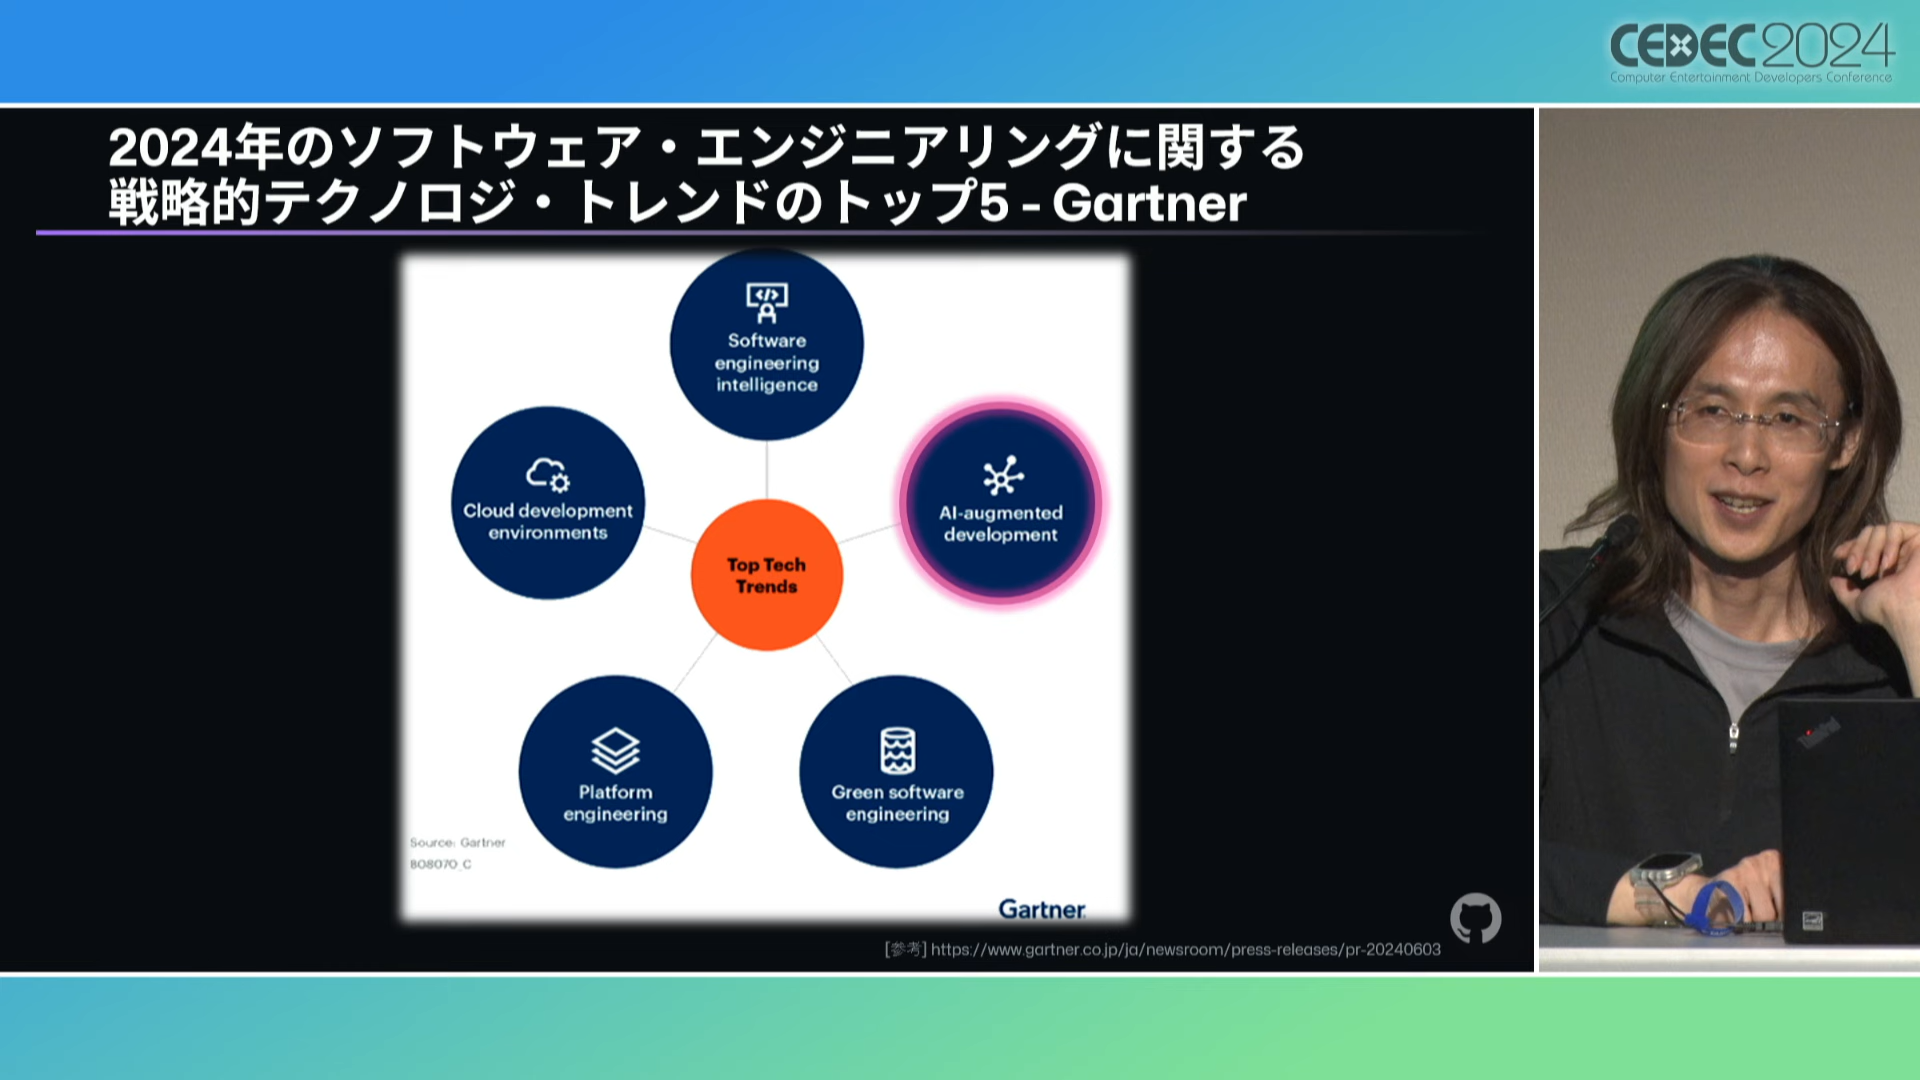 CEDEC2024
Computer Entertainment Developers Conference
2024年のソフトウェア・エンジニアリングに関する
戦略的テクノロジ・トレンドのトップ5 - Gartner
Software
engineering
intelligence
Cloud development
environments
AI-augmented
development
Top Tech
Trends
Platform
engineering
Green software
engineering
Source: Gartner
808070_C
Gartner
[参考] https://www.gartner.co.jp/ja/newsroom/press-releases/pr-20240603
ThinkPad